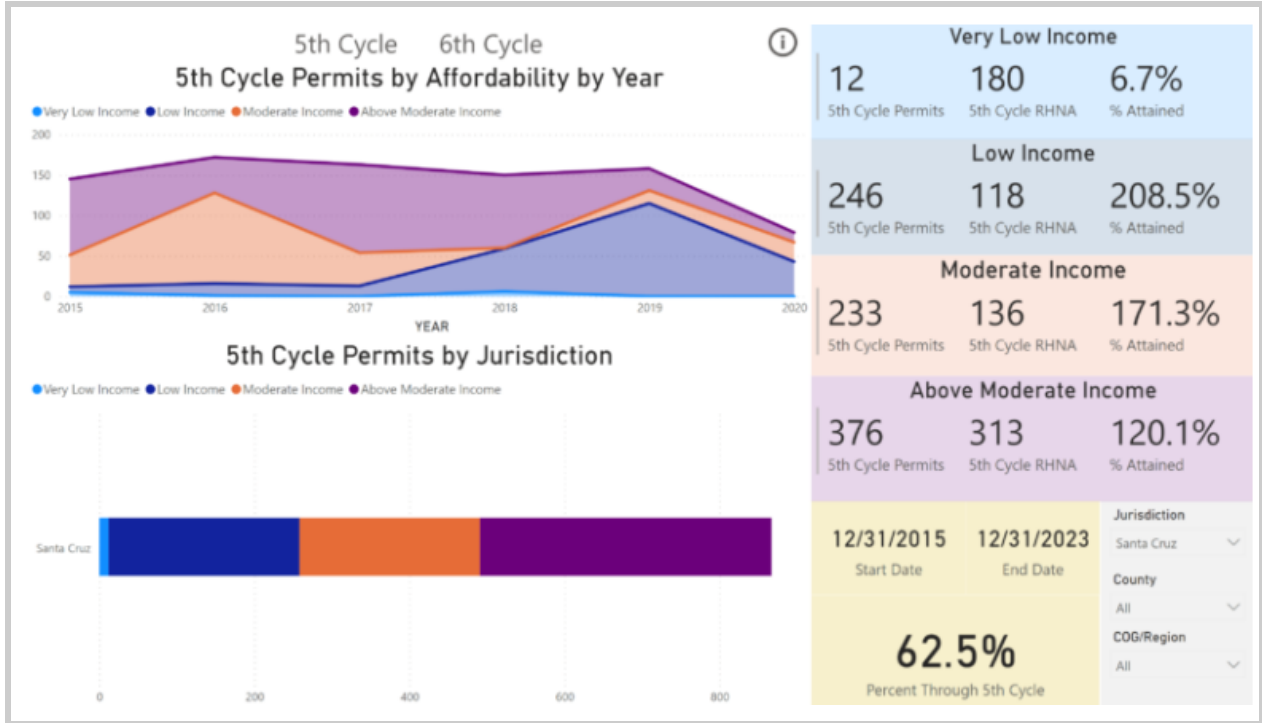 5th Cycle 6th Cycle
5th Cycle Permits by Affordability by Year
Very Low Income Low Income Moderate Income Above Moderate Income
200
150
100
50
0
2015 2016 2017 2018 2019 2020
YEAR
5th Cycle Permits by Jurisdiction
Very Low Income Low Income Moderate Income Above Moderate Income
Santa Cruz
0 200 400 600 800
Very Low Income
12 180 6.7%
5th Cycle Permits 5th Cycle RHNA % Attained
Low Income
246 118 208.5%
5th Cycle Permits 5th Cycle RHNA % Attained
Moderate Income
233 136 171.3%
5th Cycle Permits 5th Cycle RHNA % Attained
Above Moderate Income
376 313 120.1%
5th Cycle Permits 5th Cycle RHNA % Attained
12/31/2015 12/31/2023
Start Date End Date
62.5%
Percent Through 5th Cycle
Jurisdiction
Santa Cruz
County
All
COG/Region
All